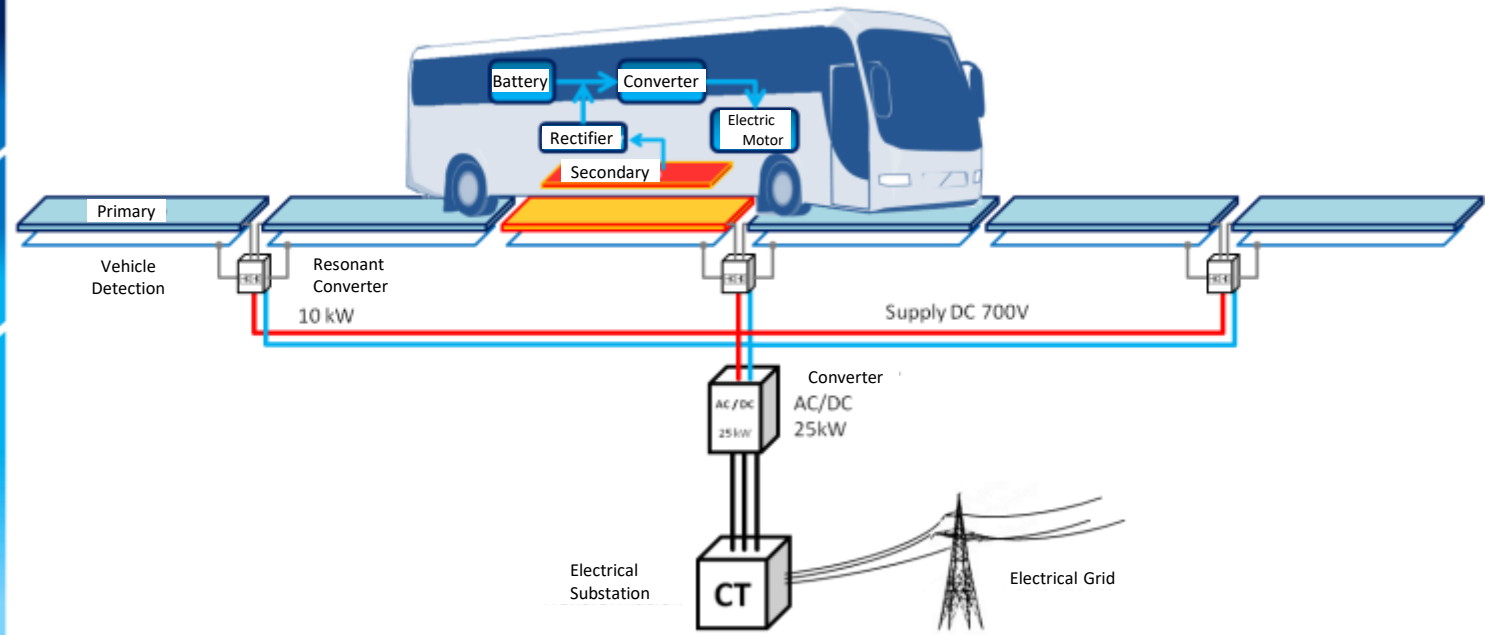 Battery
Converter
Electric
Motor
Rectifier
Secondary
Primary
Vehicle
Detection
Resonant
Converter
10 kW
Supply DC 700V
Converter
AC/DC
25kW
AC/DC
25kW
Electrical
Substation
CT
Electrical Grid